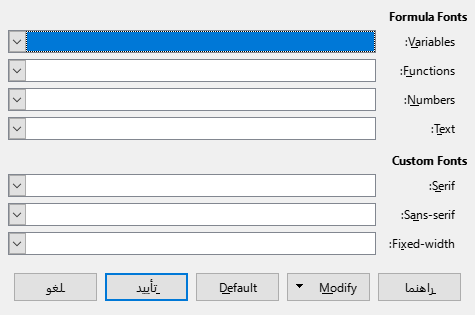 Formula Fonts
Variables:
Functions:
Numbers:
Text:
Custom Fonts
Serif:
Sans-serif:
Fixed-width:
راهنما
Modify
Default
تأیید
لغو